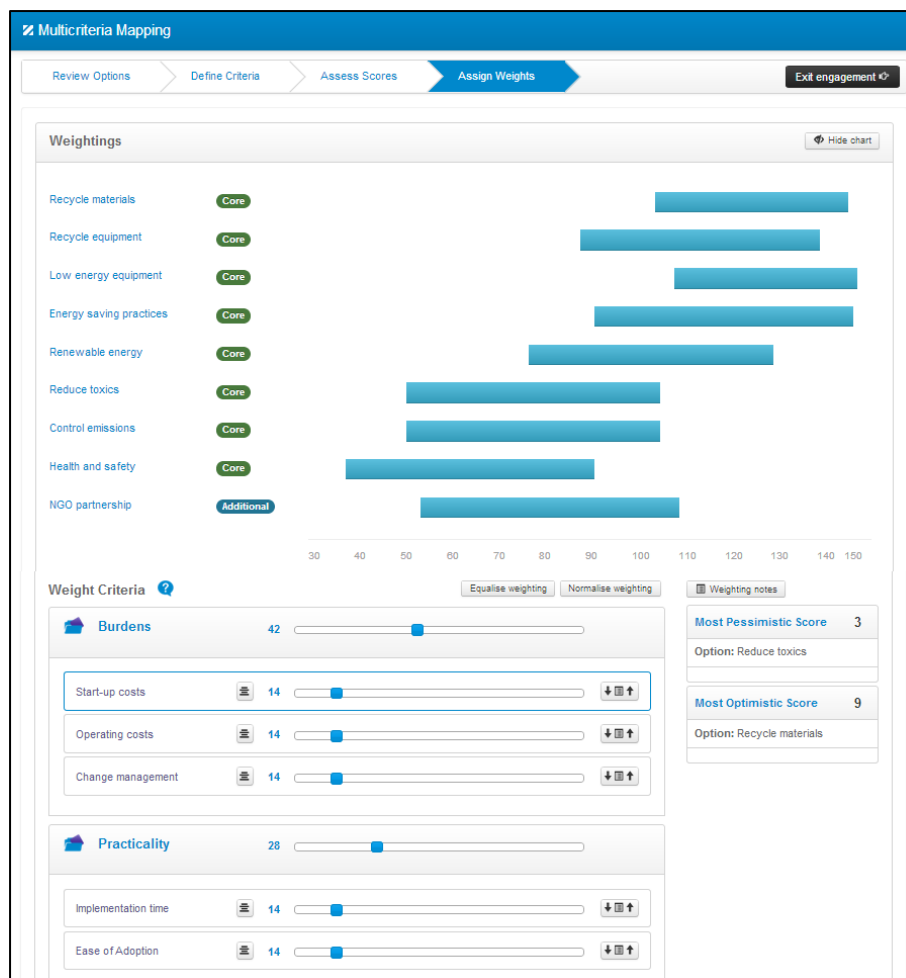 Multicriteria Mapping
Review Options Define Criteria Assess Scores Assign Weights Exit engagement
Weightings Hide chart
Recycle materials Core
Recycle equipment Core
Low energy equipment Core
Energy saving practices Core
Renewable energy Core
Reduce toxics Core
Control emissions Core
Health and safety Core
NGO partnership Additional
30 40 50 60 70 80 90 100 110 120 130 140 150
Weight Criteria ? Equalise weighting Normalise weighting Weighting notes
Burdens 42
Start-up costs 14
Operating costs 14
Change management 14
Practicality 28
Implementation time 14
Ease of Adoption 14
Most Pessimistic Score 3
Option: Reduce toxics
Most Optimistic Score 9
Option: Recycle materials